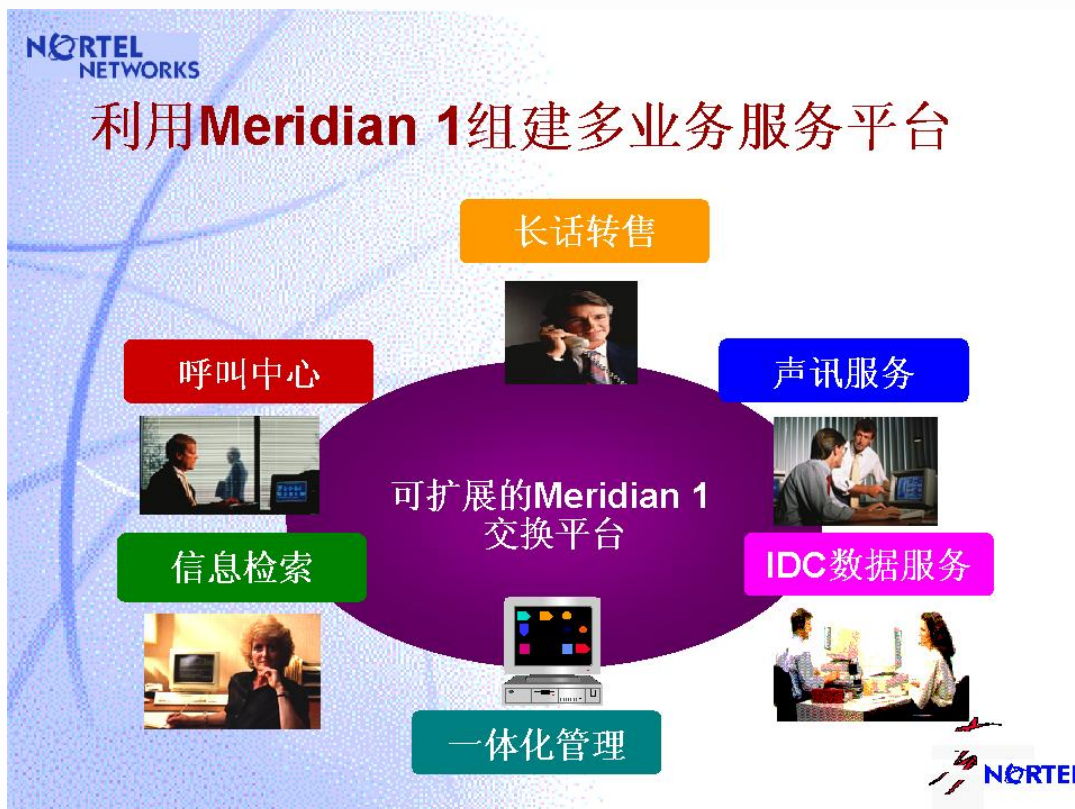 NORTEL
NETWORKS
利用Meridian 1组建多业务服务平台
长话转售
呼叫中心
声讯服务
可扩展的Meridian 1
交换平台
信息检索
IDC数据服务
一体化管理
NORTEL